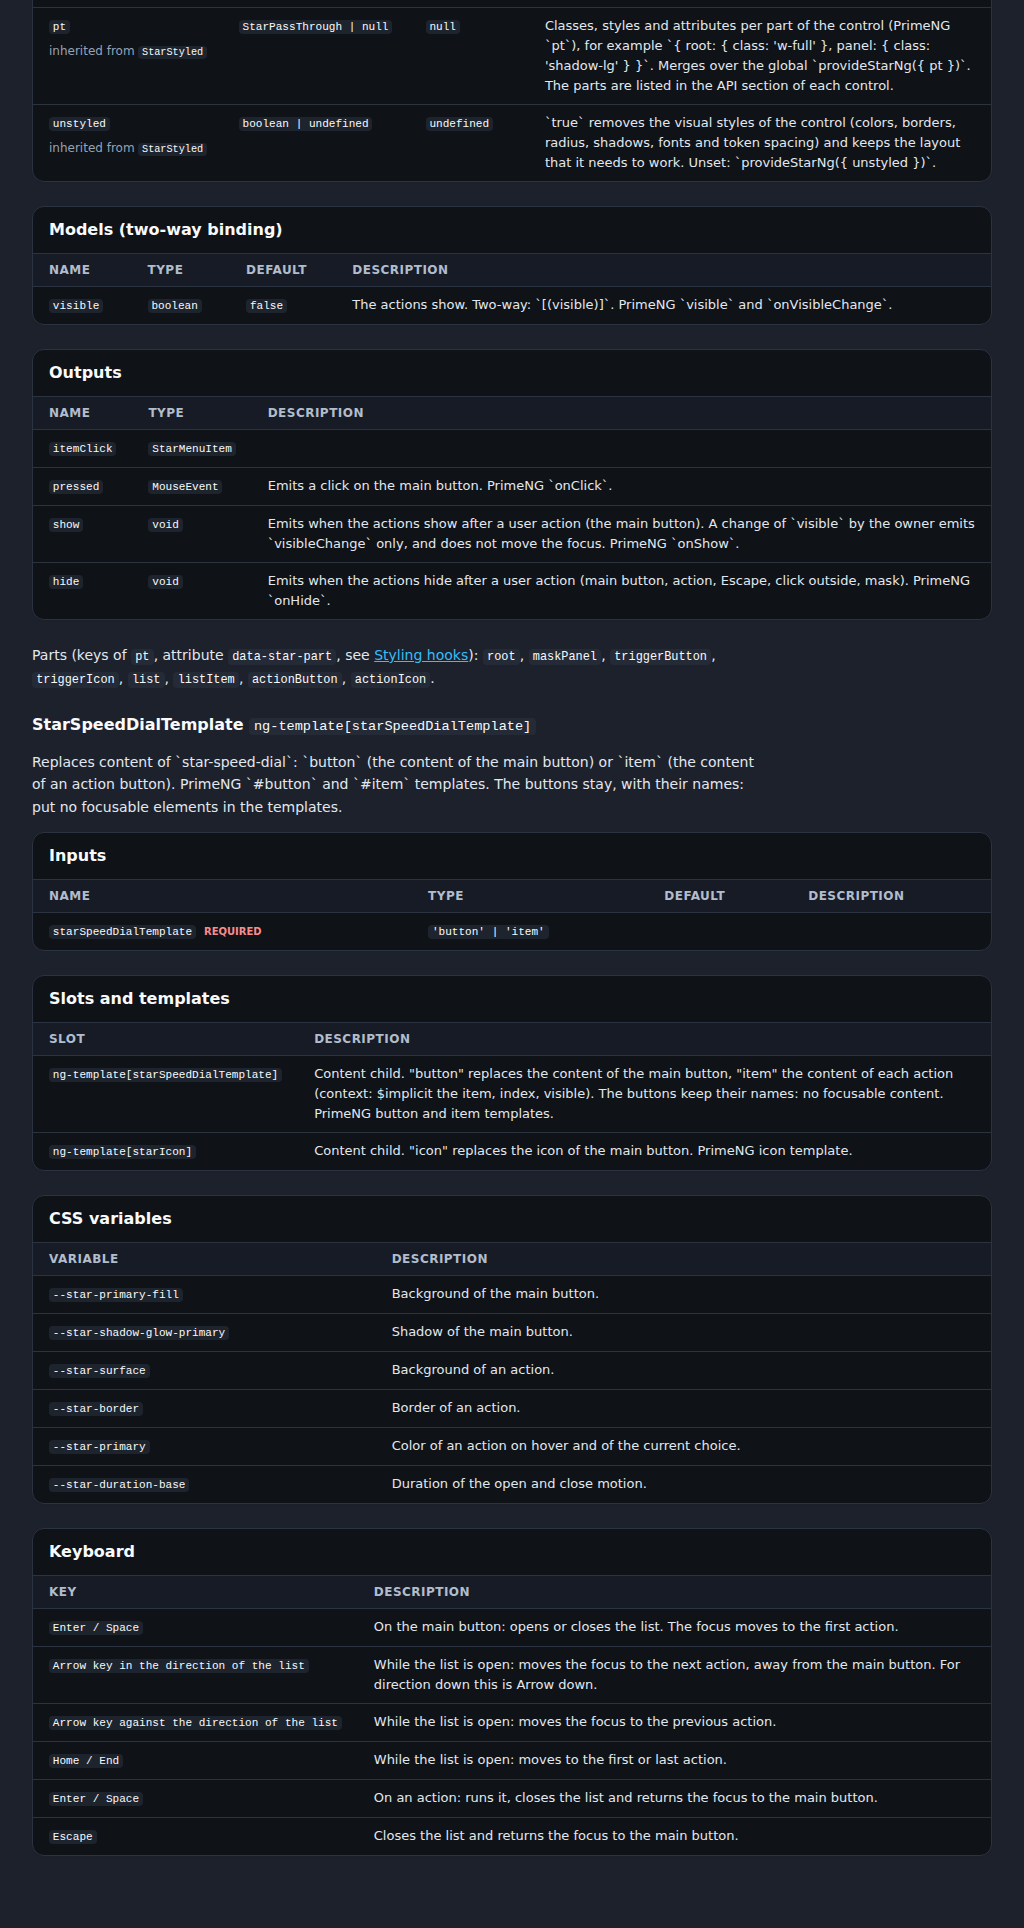 pt StarPassThrough | null null Classes, styles and attributes per part of the control (PrimeNG
inherited from StarStyled `pt`), for example `{ root: { class: 'w-full' }, panel: { class:
'shadow-lg' } }`. Merges over the global `provideStarNg({ pt })`.
The parts are listed in the API section of each control.
unstyled boolean | undefined undefined `true` removes the visual styles of the control (colors, borders,
inherited from StarStyled radius, shadows, fonts and token spacing) and keeps the layout
that it needs to work. Unset: `provideStarNg({ unstyled })`.
Models (two-way binding)
NAME TYPE DEFAULT DESCRIPTION
visible boolean false The actions show. Two-way: `[(visible)]`. PrimeNG `visible` and `onVisibleChange`.
Outputs
NAME TYPE DESCRIPTION
itemClick StarMenuItem
pressed MouseEvent Emits a click on the main button. PrimeNG `onClick`.
show void Emits when the actions show after a user action (the main button). A change of `visible` by the owner emits
`visibleChange` only, and does not move the focus. PrimeNG `onShow`.
hide void Emits when the actions hide after a user action (main button, action, Escape, click outside, mask). PrimeNG
`onHide`.
Parts (keys of pt, attribute data-star-part, see Styling hooks): root, maskPanel, triggerButton,
triggerIcon, list, listItem, actionButton, actionIcon.
StarSpeedDialTemplate ng-template[starSpeedDialTemplate]
Replaces content of `star-speed-dial`: `button` (the content of the main button) or `item` (the content
of an action button). PrimeNG `#button` and `#item` templates. The buttons stay, with their names:
put no focusable elements in the templates.
Inputs
NAME TYPE DEFAULT DESCRIPTION
starSpeedDialTemplate REQUIRED 'button' | 'item'
Slots and templates
SLOT DESCRIPTION
ng-template[starSpeedDialTemplate] Content child. "button" replaces the content of the main button, "item" the content of each action
(context: $implicit the item, index, visible). The buttons keep their names: no focusable content.
PrimeNG button and item templates.
ng-template[starIcon] Content child. "icon" replaces the icon of the main button. PrimeNG icon template.
CSS variables
VARIABLE DESCRIPTION
--star-primary-fill Background of the main button.
--star-shadow-glow-primary Shadow of the main button.
--star-surface Background of an action.
--star-border Border of an action.
--star-primary Color of an action on hover and of the current choice.
--star-duration-base Duration of the open and close motion.
Keyboard
KEY DESCRIPTION
Enter / Space On the main button: opens or closes the list. The focus moves to the first action.
Arrow key in the direction of the list While the list is open: moves the focus to the next action, away from the main button. For
direction down this is Arrow down.
Arrow key against the direction of the list While the list is open: moves the focus to the previous action.
Home / End While the list is open: moves to the first or last action.
Enter / Space On an action: runs it, closes the list and returns the focus to the main button.
Escape Closes the list and returns the focus to the main button.